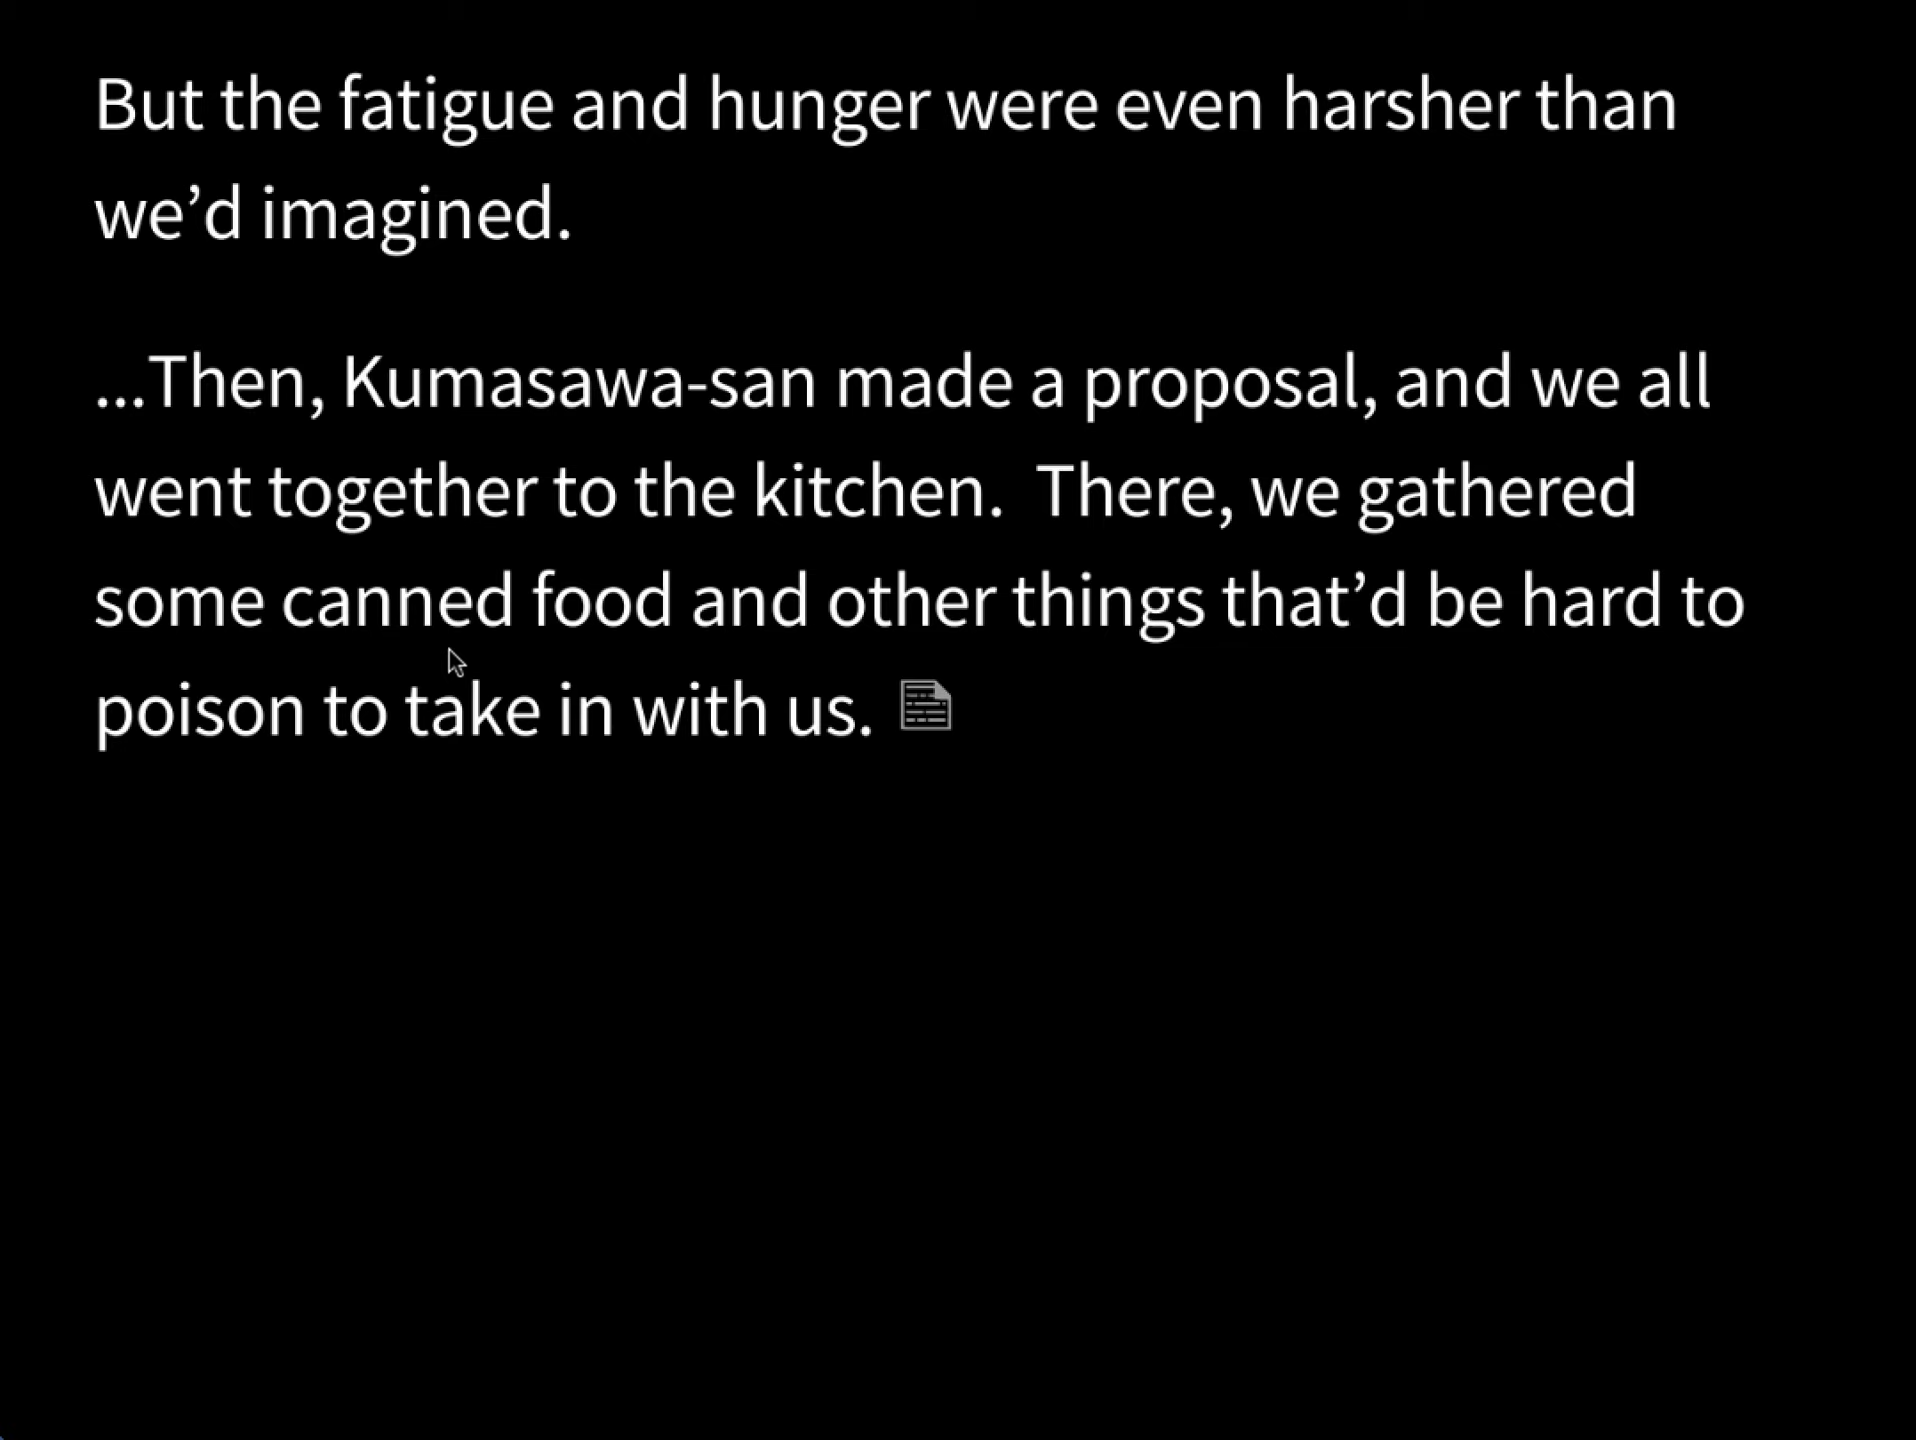 But the fatigue and hunger were even harsher than
we’d imagined.
...Then, Kumasawa-san made a proposal, and we all
went together to the kitchen.  There, we gathered
some canned food and other things that’d be hard to
poison to take in with us.